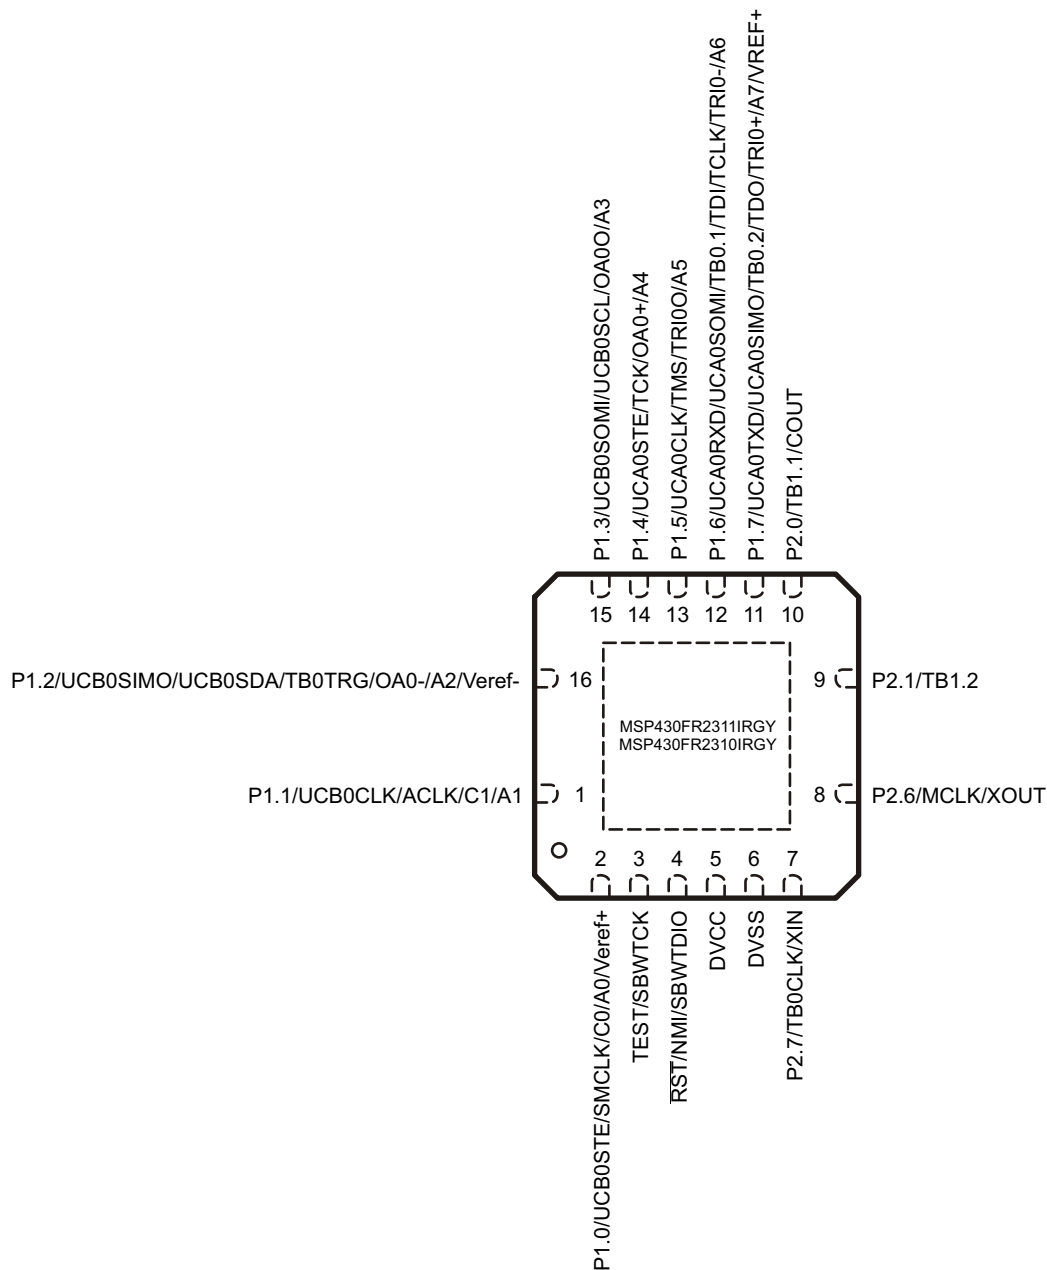 P1.3/UCB0SOMI/UCB0SCL/OA0O/A3
P1.4/UCA0STE/TCK/OA0+/A4
P1.5/UCA0CLK/TMS/TRI0O/A5
P1.6/UCA0RXD/UCA0SOMI/TB0.1/TDI/TCLK/TRI0-/A6
P1.7/UCA0TXD/UCA0SIMO/TB0.2/TDO/TRI0+/A7/VREF+
P2.0/TB1.1/COUT
15 14 13 12 11 10
P1.2/UCB0SIMO/UCB0SDA/TB0TRG/OA0-/A2/Veref- 16
9 P2.1/TB1.2
MSP430FR2311IRGY
MSP430FR2310IRGY
P1.1/UCB0CLK/ACLK/C1/A1 1
8 P2.6/MCLK/XOUT
2 3 4 5 6 7
P1.0/UCB0STE/SMCLK/C0/A0/Veref+
TEST/SBWTCK
RST/NMI/SBWTDIO
DVCC
DVSS
P2.7/TB0CLK/XIN